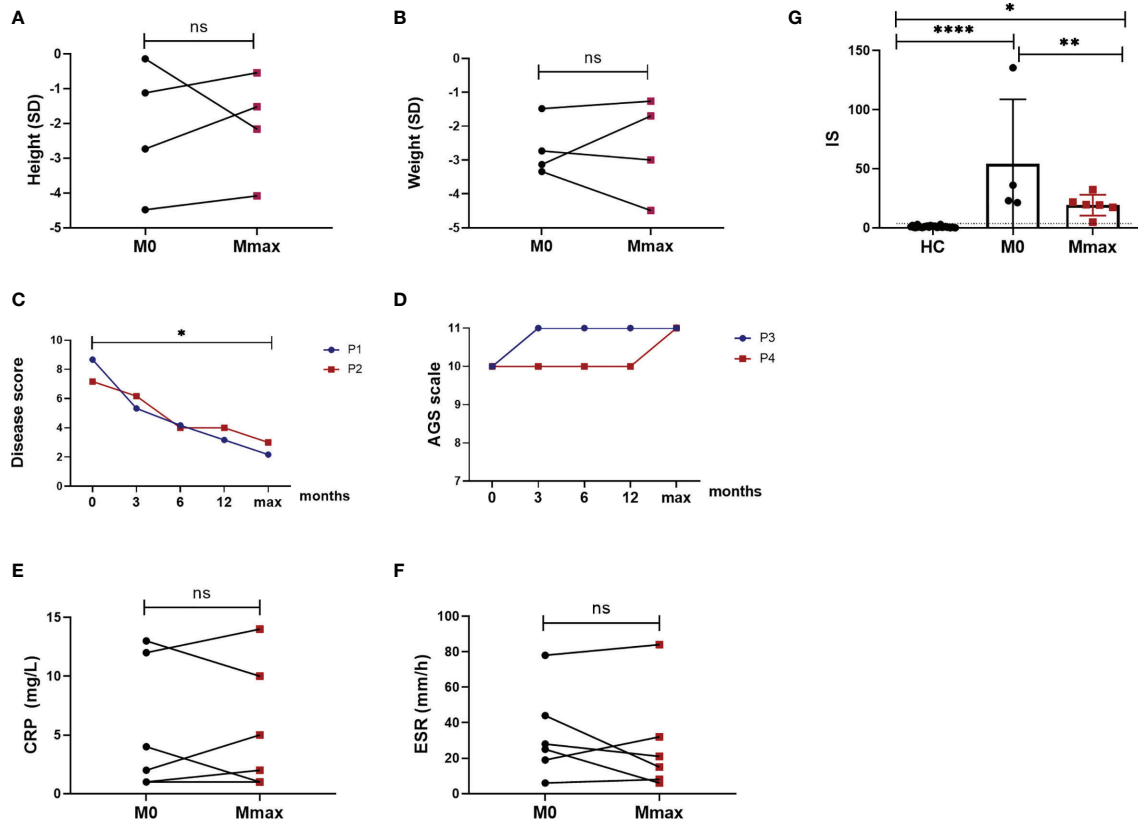 A
ns
Height (SD)
0
-1
-2
-3
-4
-5
M0 Mmax
B
ns
Weight (SD)
0
-1
-2
-3
-4
-5
M0 Mmax
G
*
****
**
IS
150
100
50
0
HC M0 Mmax
C
*
Disease score
10
8
6
4
2
0
0 3 6 12 max months
P1
P2
D
AGS scale
11
10
9
8
7
0 3 6 12 max months
P3
P4
E
ns
CRP (mg/L)
15
10
5
0
M0 Mmax
F
ns
ESR (mm/h)
100
80
60
40
20
0
M0 Mmax